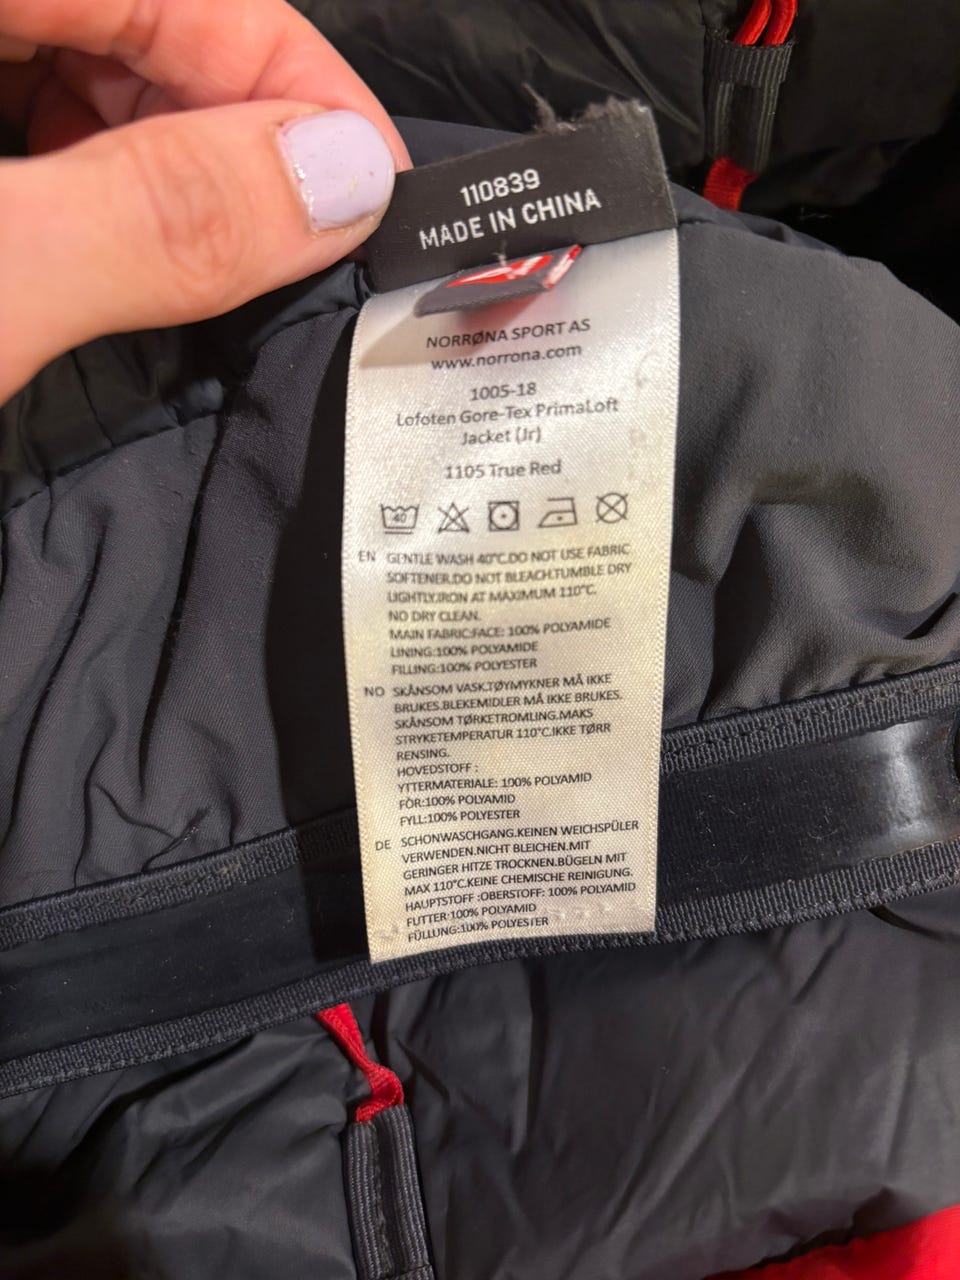 110839
MADE IN CHINA
NORRØNA SPORT AS
www.norrona.com
1005-18
Lofoten Gore-Tex PrimaLoft
Jacket (Jr)
1105 True Red
40
EN GENTLE WASH 40°C.DO NOT USE FABRIC
SOFTENER.DO NOT BLEACH.TUMBLE DRY
LIGHTLY.IRON AT MAXIMUM 110°C.
NO DRY CLEAN.
MAIN FABRIC:FACE: 100% POLYAMIDE
LINING:100% POLYAMIDE
FILLING:100% POLYESTER
NO SKÅNSOM VASK.TØYMYKNER MÅ IKKE
BRUKES.BLEKEMIDLER MÅ IKKE BRUKES.
SKÅNSOM TØRKETROMLING.MAKS
STRYKETEMPERATUR 110°C.IKKE TØRR
RENSING.
HOVEDSTOFF :
YTTERMATERIALE: 100% POLYAMID
FÒR:100% POLYAMID
FYLL:100% POLYESTER
DE SCHONWASCHGANG.KEINEN WEICHSPÜLER
VERWENDEN.NICHT BLEICHEN.MIT
GERINGER HITZE TROCKNEN.BÜGELN MIT
MAX 110°C.KEINE CHEMISCHE REINIGUNG.
HAUPTSTOFF :OBERSTOFF: 100% POLYAMID
FUTTER:100% POLYAMID
FÜLLUNG:100% POLYESTER